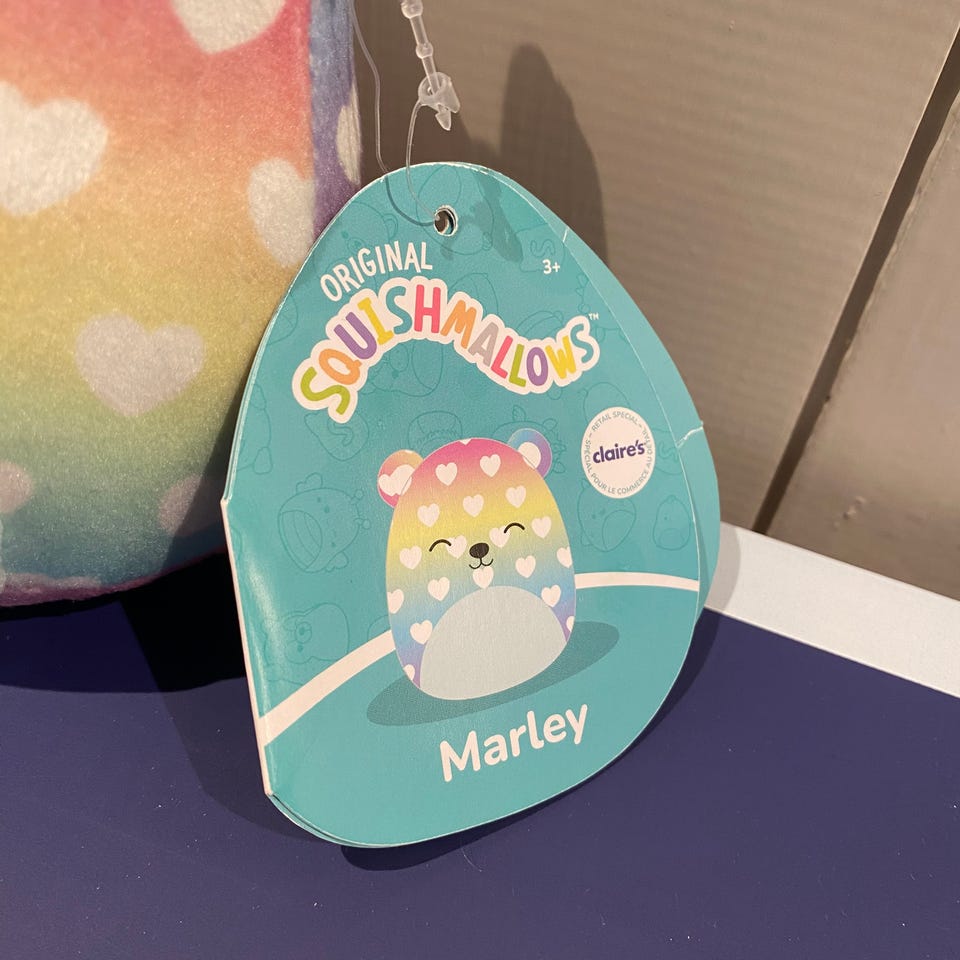 ORIGINAL
SQUISHMALLOWS™
3+
RETAIL SPECIAL
claire's
SPÉCIAL POUR LE COMMERCE AU DÉTAIL
Marley